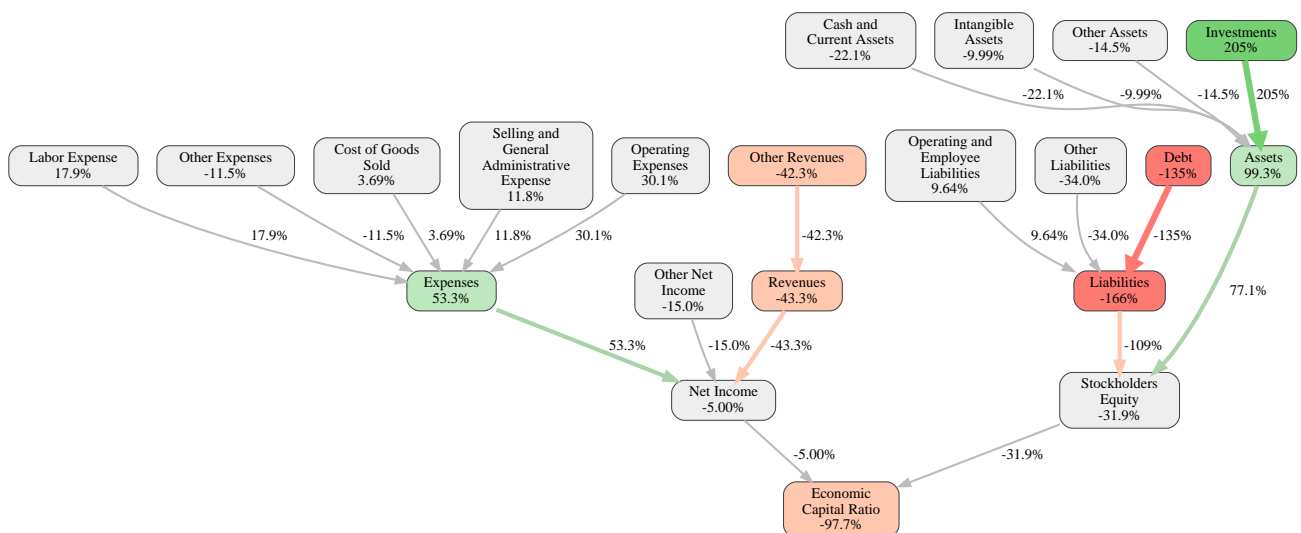 Cash and
Current Assets
-22.1%
Intangible
Assets
-9.99%
Other Assets
-14.5%
Investments
205%
-22.1%
-9.99%
-14.5%
205%
Labor Expense
17.9%
Other Expenses
-11.5%
Cost of Goods
Sold
3.69%
Selling and
General
Administrative
Expense
11.8%
Operating
Expenses
30.1%
Other Revenues
-42.3%
Operating and
Employee
Liabilities
9.64%
Other
Liabilities
-34.0%
Debt
-135%
Assets
99.3%
17.9%
-11.5%
3.69%
11.8%
30.1%
-42.3%
9.64%
-34.0%
-135%
Expenses
53.3%
Other Net
Income
-15.0%
Revenues
-43.3%
Liabilities
-166%
77.1%
53.3%
-15.0%
-43.3%
-109%
Net Income
-5.00%
Stockholders
Equity
-31.9%
-5.00%
-31.9%
Economic
Capital Ratio
-97.7%